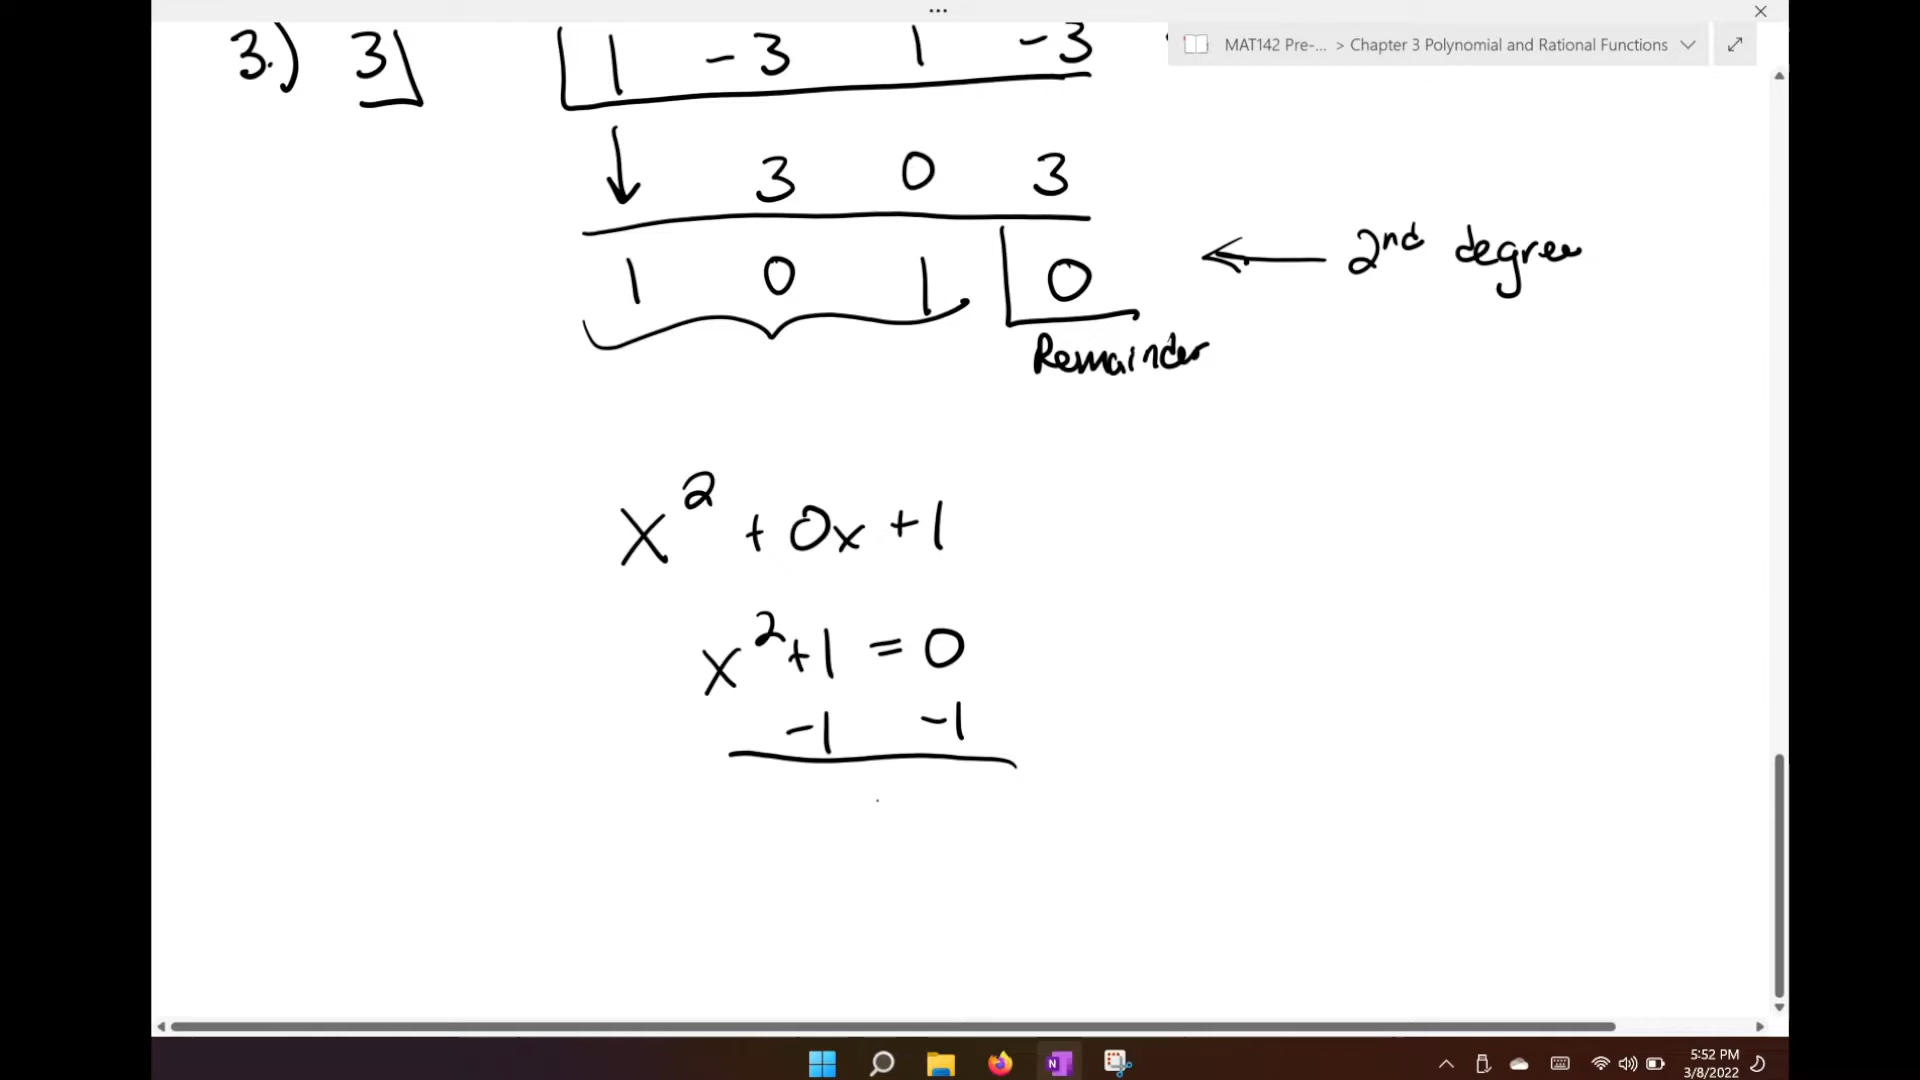 ...
MAT142 Pre-... > Chapter 3 Polynomial and Rational Functions
3.) 3 1 -3 1 -3
3 0 3
1 0 1 0 ← 2nd degree
Remainder
x² + 0x + 1
x² + 1 = 0
-1 -1
5:52 PM
3/8/2022